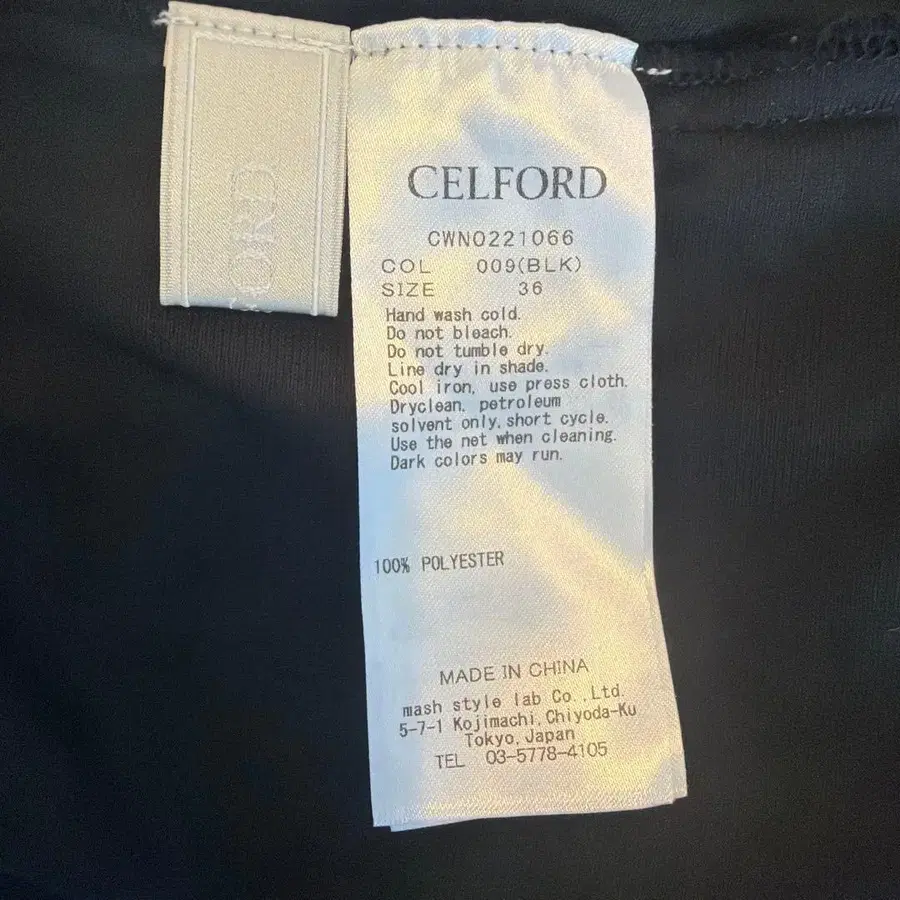 CELFORD
CWNO221066
COL 009(BLK)
SIZE 36
Hand wash cold.
Do not bleach.
Do not tumble dry.
Line dry in shade.
Cool iron, use press cloth.
Dryclean, petroleum
solvent only, short cycle.
Use the net when cleaning.
Dark colors may run.
100% POLYESTER
MADE IN CHINA
mash style lab Co.,Ltd.
5-7-1 Kojimachi,Chiyoda-Ku
Tokyo,Japan
TEL 03-5778-4105